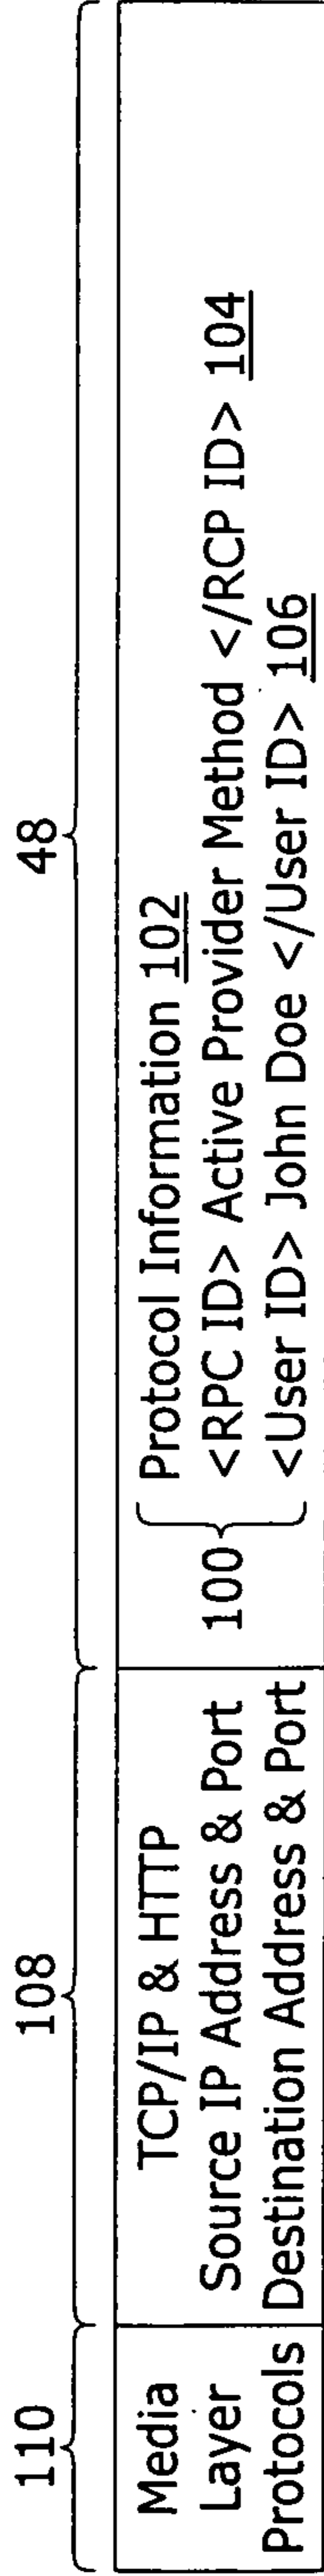 110
108
48
Media
Layer
Protocols
TCP/IP & HTTP
Source IP Address & Port
Destination Address & Port
100
Protocol Information 102
<RPC ID> Active Provider Method </RCP ID> 104
<User ID> John Doe </User ID> 106